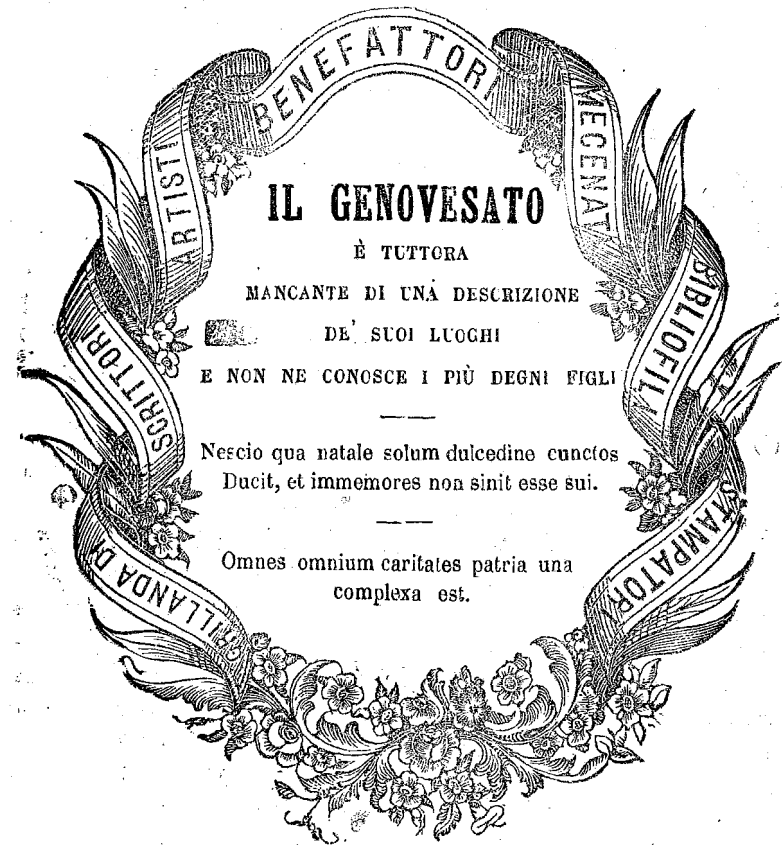 GRILLANDA DI
SCRITTORI
ARTISTI
BENEFATTORI
MECENATI
BIBLIOFILI
STAMPATORI
IL GENOVESATO
È TUTTORA
MANCANTE DI UNA DESCRIZIONE
DE' SUOI LUOGHI
E NON NE CONOSCE I PIÙ DEGNI FIGLI
Nescio qua natale solum dulcedine cunctos
Ducit, et immemores non sinit esse sui.
Omnes omnium caritates patria una
complexa est.